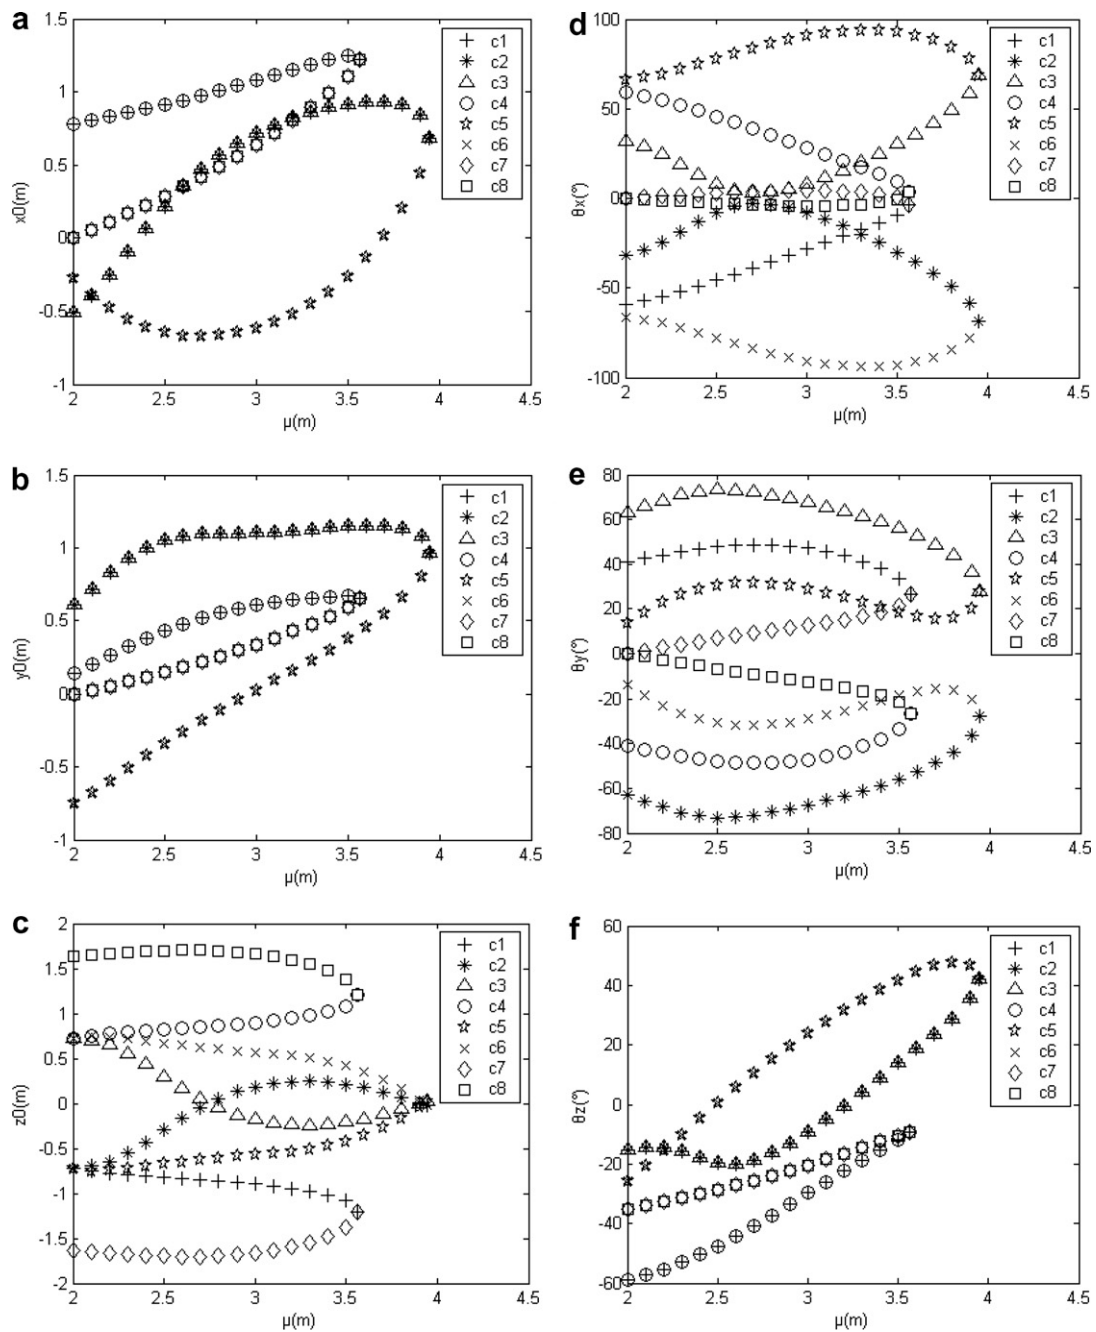 a
1.5
1
0.5
0
-0.5
-1
x0(m)
2
2.5
3
3.5
4
4.5
μ(m)
c1
c2
c3
c4
c5
c6
c7
c8
d
100
50
0
-50
-100
θx(°)
2
2.5
3
3.5
4
4.5
μ(m)
c1
c2
c3
c4
c5
c6
c7
c8
b
1.5
1
0.5
0
-0.5
-1
y0(m)
2
2.5
3
3.5
4
4.5
μ(m)
c1
c2
c3
c4
c5
c6
c7
c8
e
80
60
40
20
0
-20
-40
-60
-80
θy(°)
2
2.5
3
3.5
4
4.5
μ(m)
c1
c2
c3
c4
c5
c6
c7
c8
c
2
1.5
1
0.5
0
-0.5
-1
-1.5
-2
z0(m)
2
2.5
3
3.5
4
4.5
μ(m)
c1
c2
c3
c4
c5
c6
c7
c8
f
60
40
20
0
-20
-40
-60
θz(°)
2
2.5
3
3.5
4
4.5
μ(m)
c1
c2
c3
c4
c5
c6
c7
c8